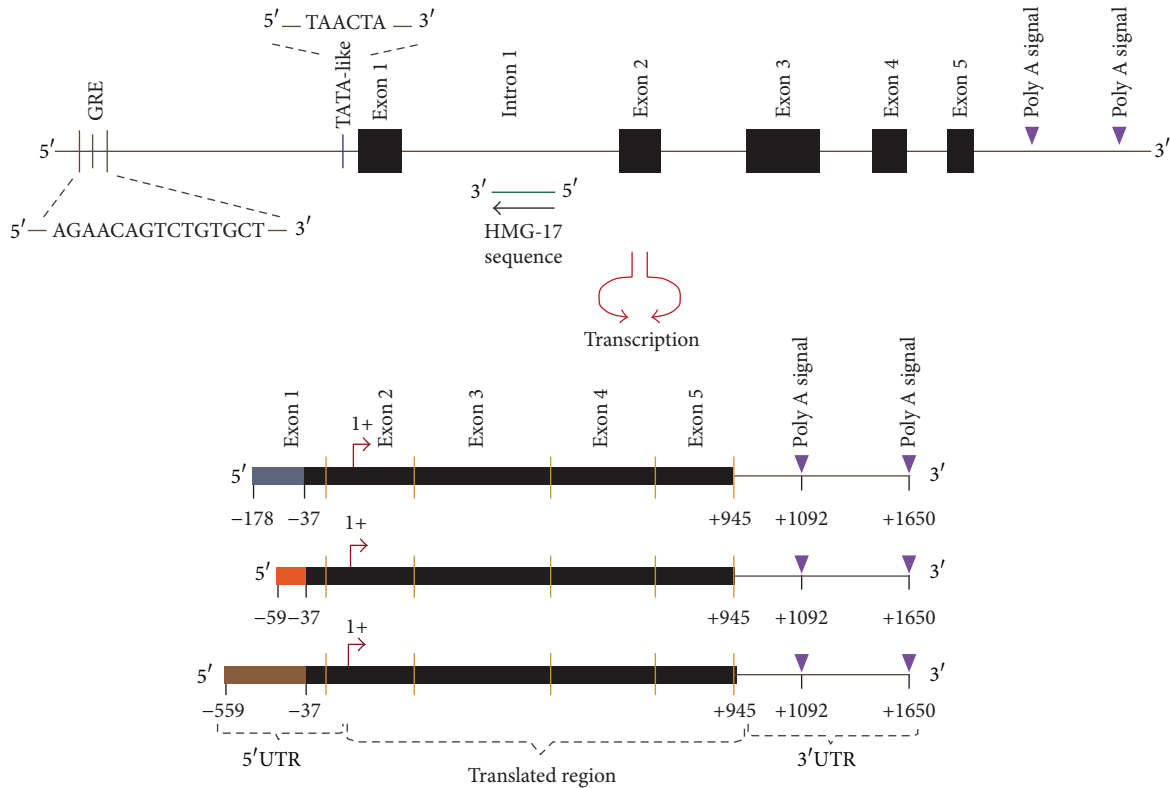 5′ — TAACTA — 3′
GRE
TATA-like
Exon 1
Intron 1
Exon 2
Exon 3
Exon 4
Exon 5
Poly A signal
Poly A signal
5′
3′
3′ 5′
5′ — AGAACAGTCTGTGCT — 3′
HMG-17
sequence
Transcription
Exon 1
Exon 2
Exon 3
Exon 4
Exon 5
Poly A signal
Poly A signal
1+
5′ 3′
−178 −37 +945 +1092 +1650
1+
5′ 3′
−59 −37 +945 +1092 +1650
1+
5′ 3′
−559 −37 +945 +1092 +1650
5′UTR
Translated region
3′UTR